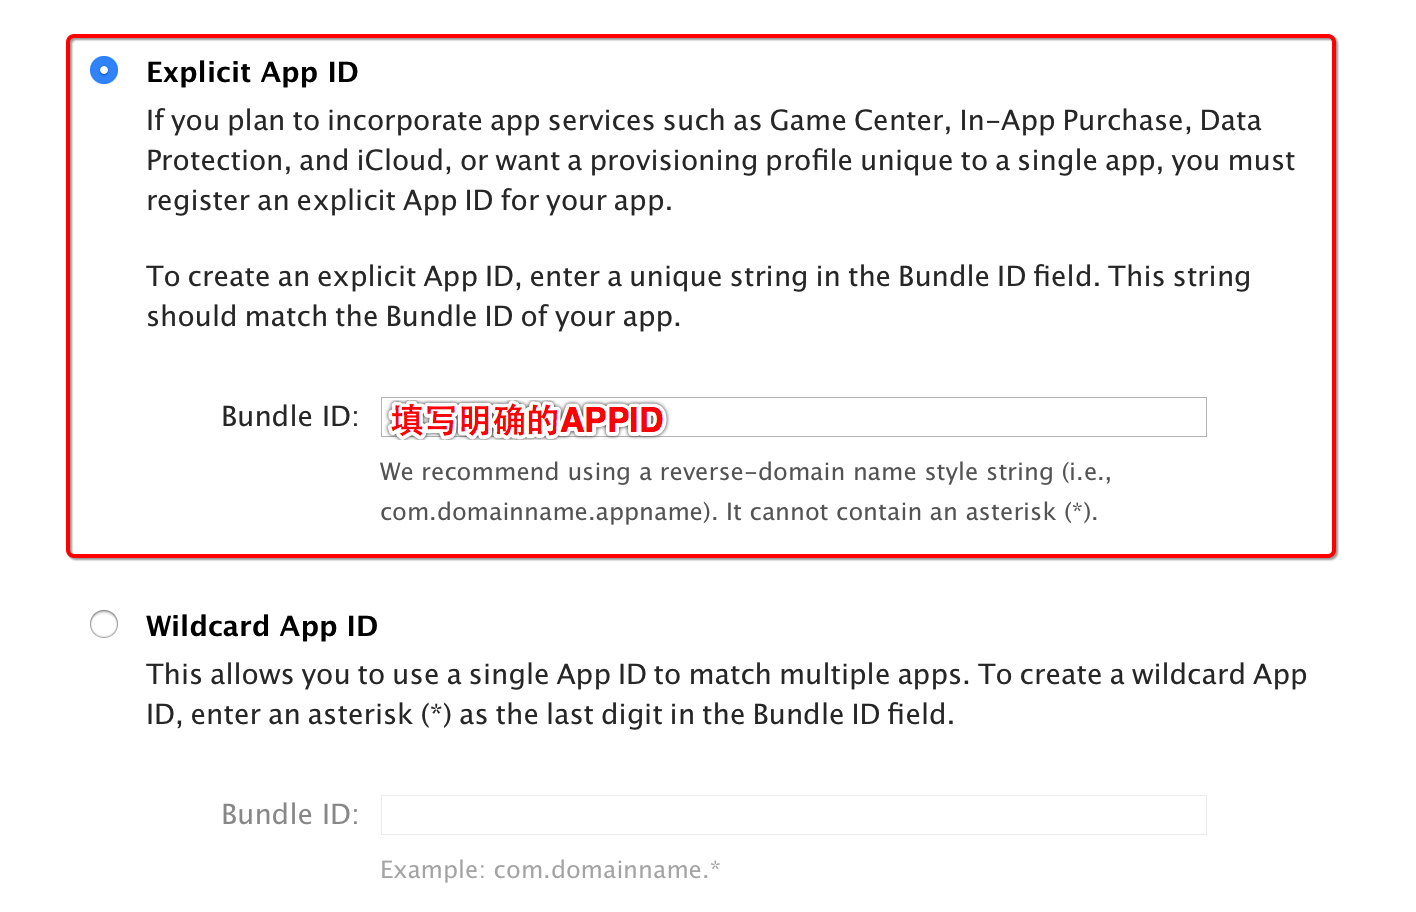 Explicit App ID
If you plan to incorporate app services such as Game Center, In-App Purchase, Data
Protection, and iCloud, or want a provisioning profile unique to a single app, you must
register an explicit App ID for your app.
To create an explicit App ID, enter a unique string in the Bundle ID field. This string
should match the Bundle ID of your app.
Bundle ID: 填写明确的APPID
We recommend using a reverse-domain name style string (i.e.,
com.domainname.appname). It cannot contain an asterisk (*).
Wildcard App ID
This allows you to use a single App ID to match multiple apps. To create a wildcard App
ID, enter an asterisk (*) as the last digit in the Bundle ID field.
Bundle ID:
Example: com.domainname.*